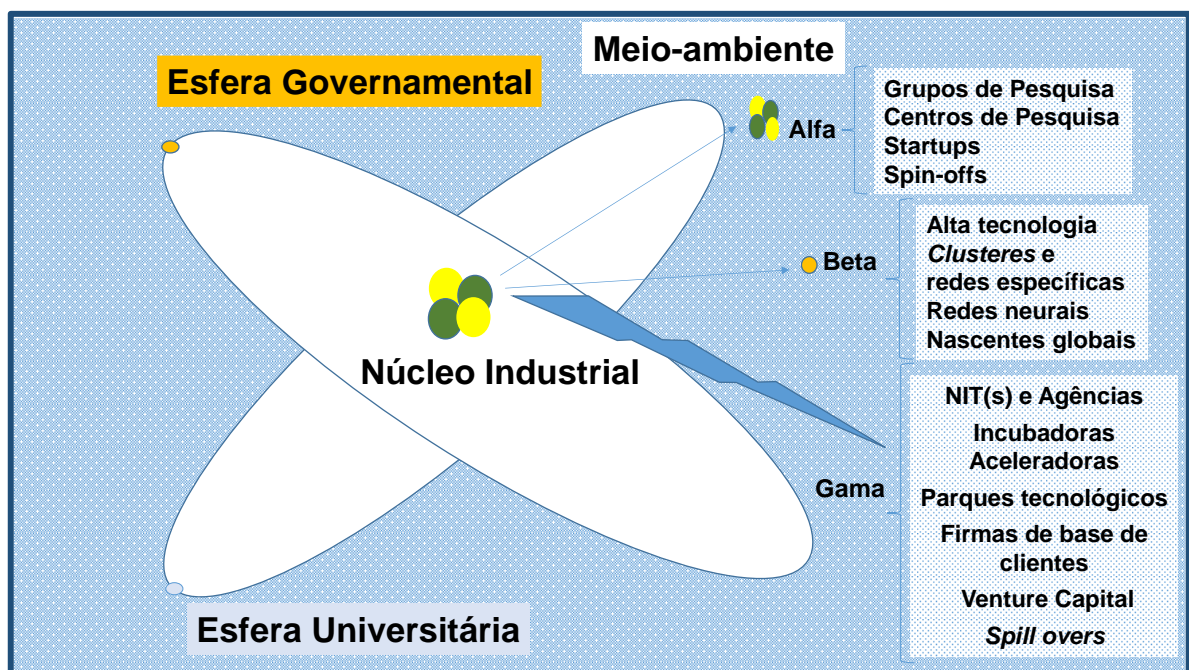 Meio-ambiente
Esfera Governamental
Alfa
Grupos de Pesquisa
Centros de Pesquisa
Startups
Spin-offs
Beta
Alta tecnologia
Clusteres e
redes específicas
Redes neurais
Nascentes globais
Núcleo Industrial
Gama
NIT(s) e Agências
Incubadoras
Aceleradoras
Parques tecnológicos
Firmas de base de
clientes
Venture Capital
Spill overs
Esfera Universitária